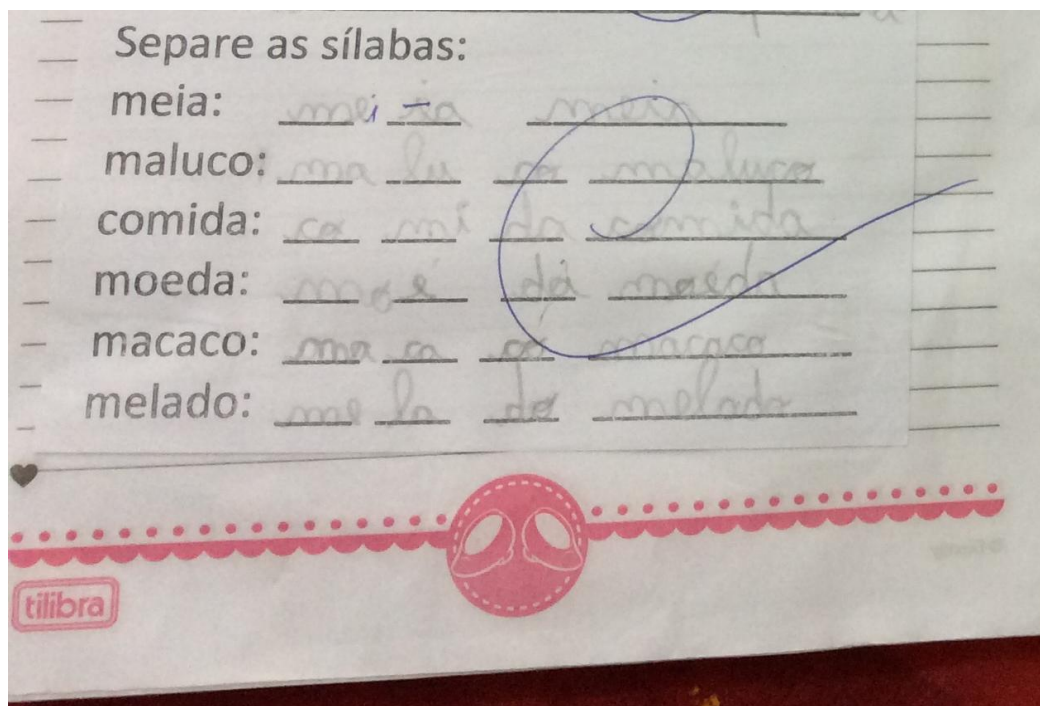 Separe as sílabas:
meia: mei - a meia
maluco: ma lu co maluco
comida: co mi da comida
moeda: mo e da moeda
macaco: ma ca co macaco
melado: me la do melado
tilibra